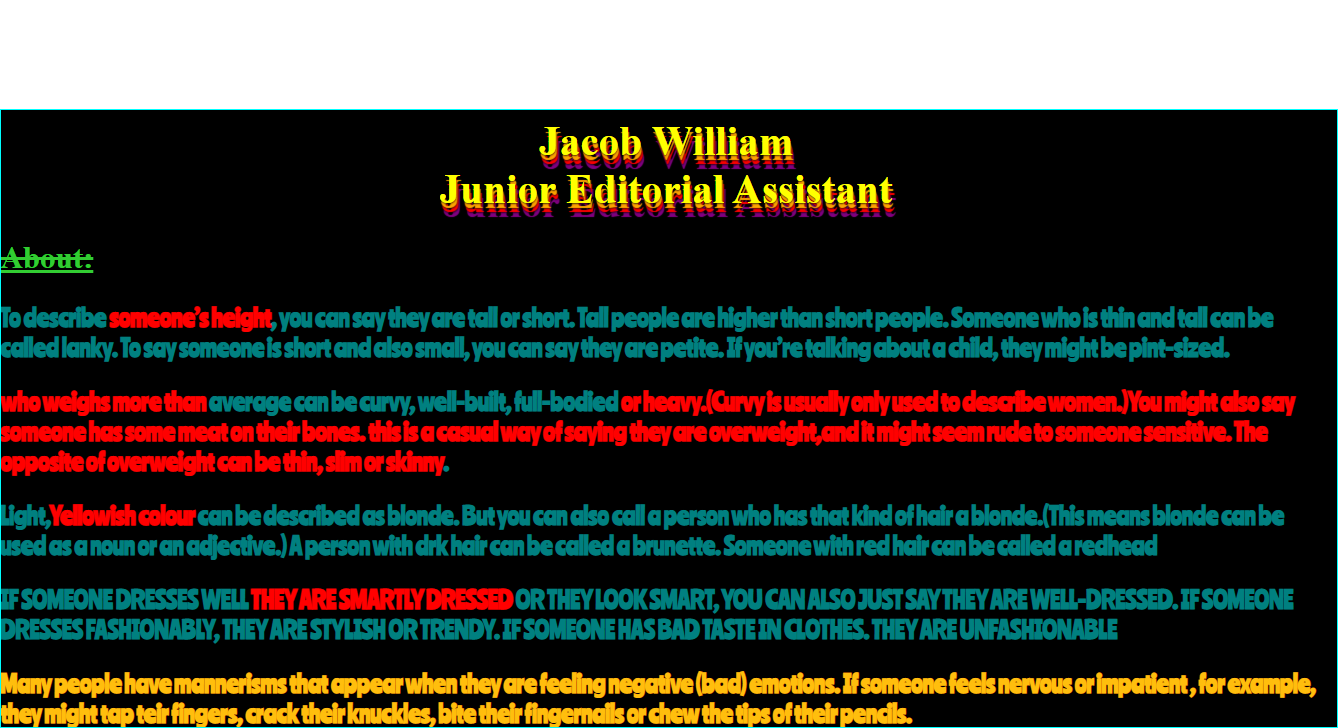 Jacob William
Junior Editorial Assistant
About:
To describe someone's height, you can say they are tall or short. Tall people are higher than short people. Someone who is thin and tall can be
called lanky. To say someone is short and also small, you can say they are petite. If you're talking about a child, they might be pint-sized.
who weighs more than average can be curvy, well-built, full-bodied or heavy.(Curvy is usually only used to describe women.)You might also say
someone has some meat on their bones. this is a casual way of saying they are overweight,and it might seem rude to someone sensitive. The
opposite of overweight can be thin, slim or skinny.
Light,Yellowish colour can be described as blonde. But you can also call a person who has that kind of hair a blonde.(This means blonde can be
used as a noun or an adjective.) A person with drk hair can be called a brunette. Someone with red hair can be called a redhead
IF SOMEONE DRESSES WELL THEY ARE SMARTLY DRESSED OR THEY LOOK SMART, YOU CAN ALSO JUST SAY THEY ARE WELL-DRESSED. IF SOMEONE
DRESSES FASHIONABLY, THEY ARE STYLISH OR TRENDY. IF SOMEONE HAS BAD TASTE IN CLOTHES. THEY ARE UNFASHIONABLE
Many people have mannerisms that appear when they are feeling negative (bad) emotions. If someone feels nervous or impatient , for example,
they might tap teir fingers, crack their knuckles, bite their fingernails or chew the tips of their pencils.